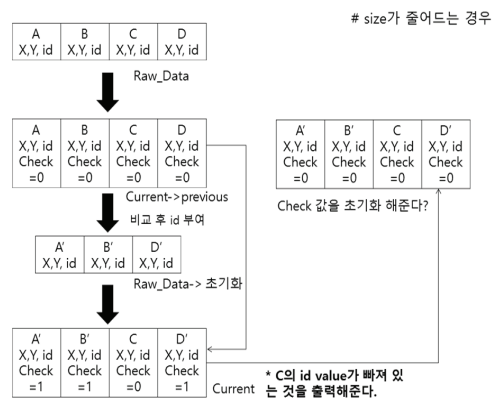 # size가 줄어드는 경우
A B C D
X,Y, id X,Y, id X,Y, id X,Y, id
Raw_Data
A B C D
X,Y, id X,Y, id X,Y, id X,Y, id
Check Check Check Check
=0 =0 =0 =0
Current->previous
비교 후 id 부여
A' B' D'
X,Y, id X,Y, id X,Y, id
Raw_Data-> 초기화
A' B' C D'
X,Y, id X,Y, id X,Y, id X,Y, id
Check Check Check Check
=1 =1 =0 =1
Current
A' B' C D'
X,Y, id X,Y, id X,Y, id X,Y, id
Check Check Check Check
=0 =0 =0 =0
Check 값을 초기화 해준다?
* C의 id value가 빠져 있
는 것을 출력해준다.